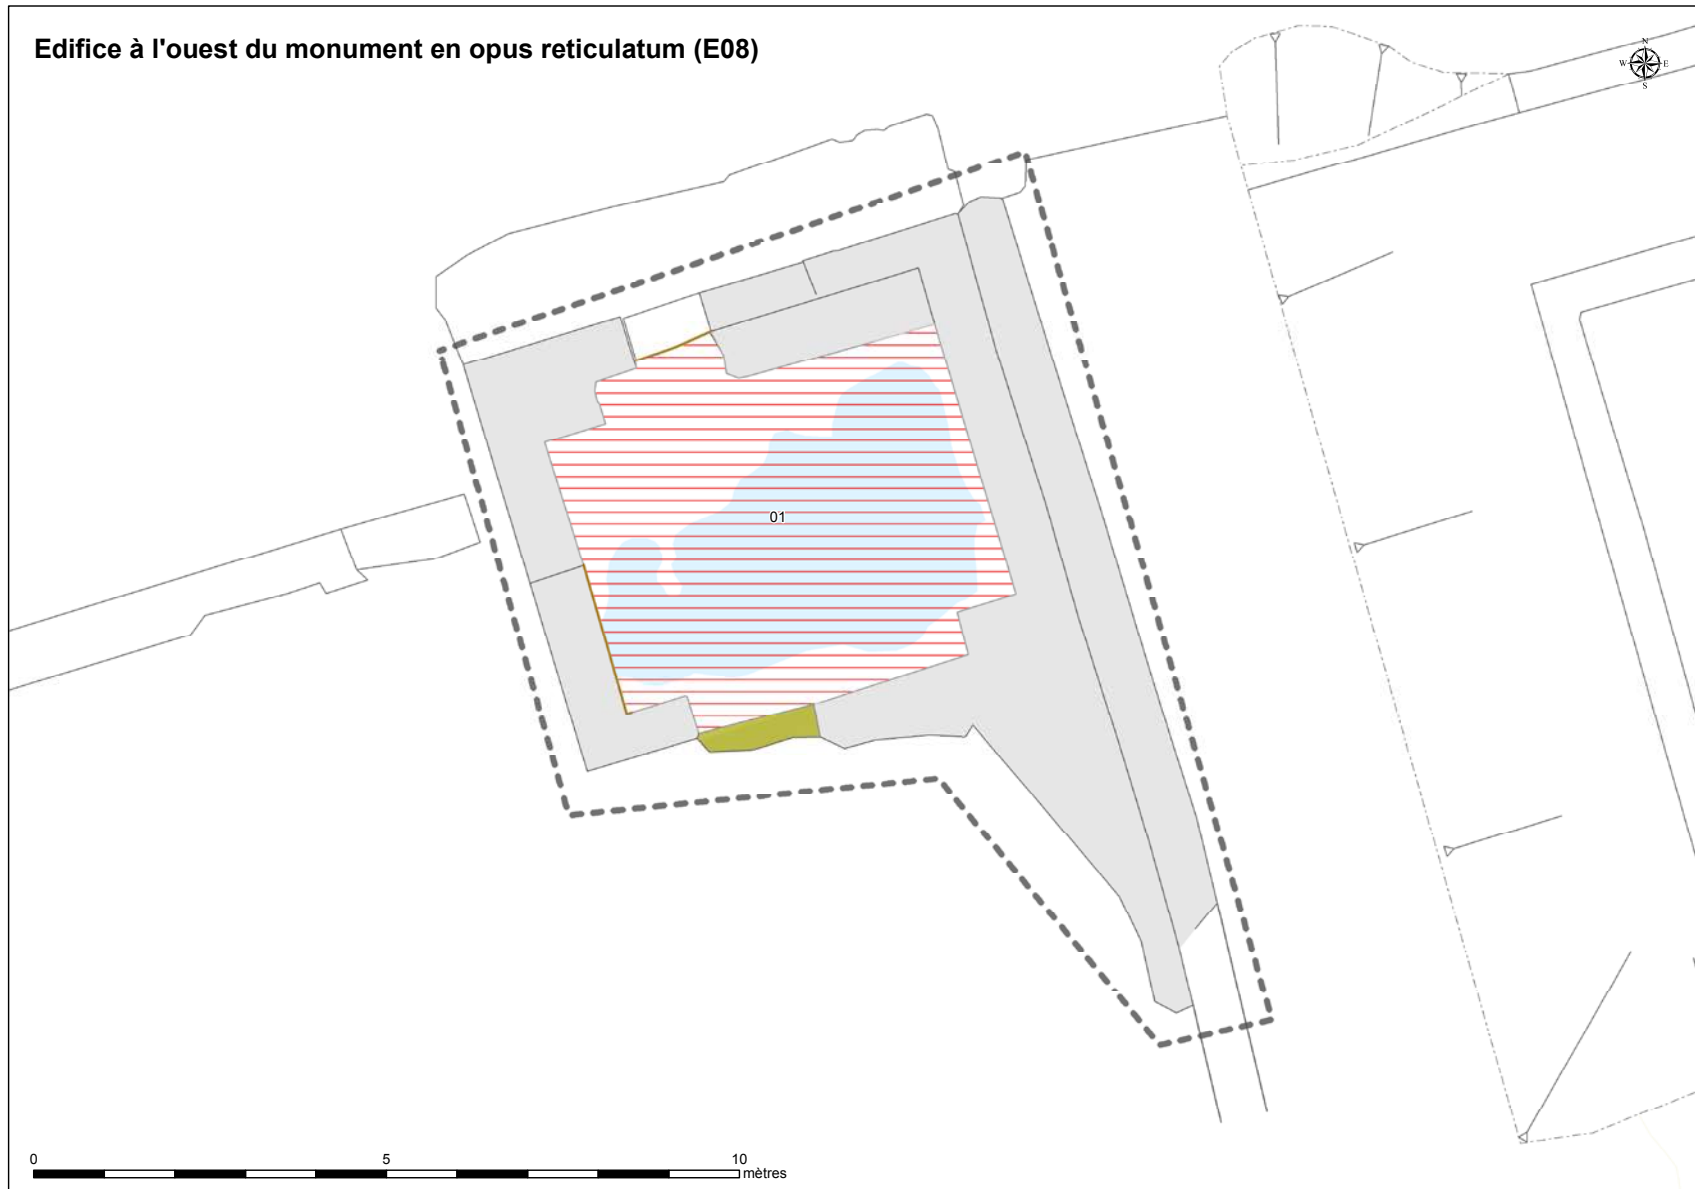 Edifice à l'ouest du monument en opus reticulatum (E08)
N
W E
S
01
0 5 10
mètres